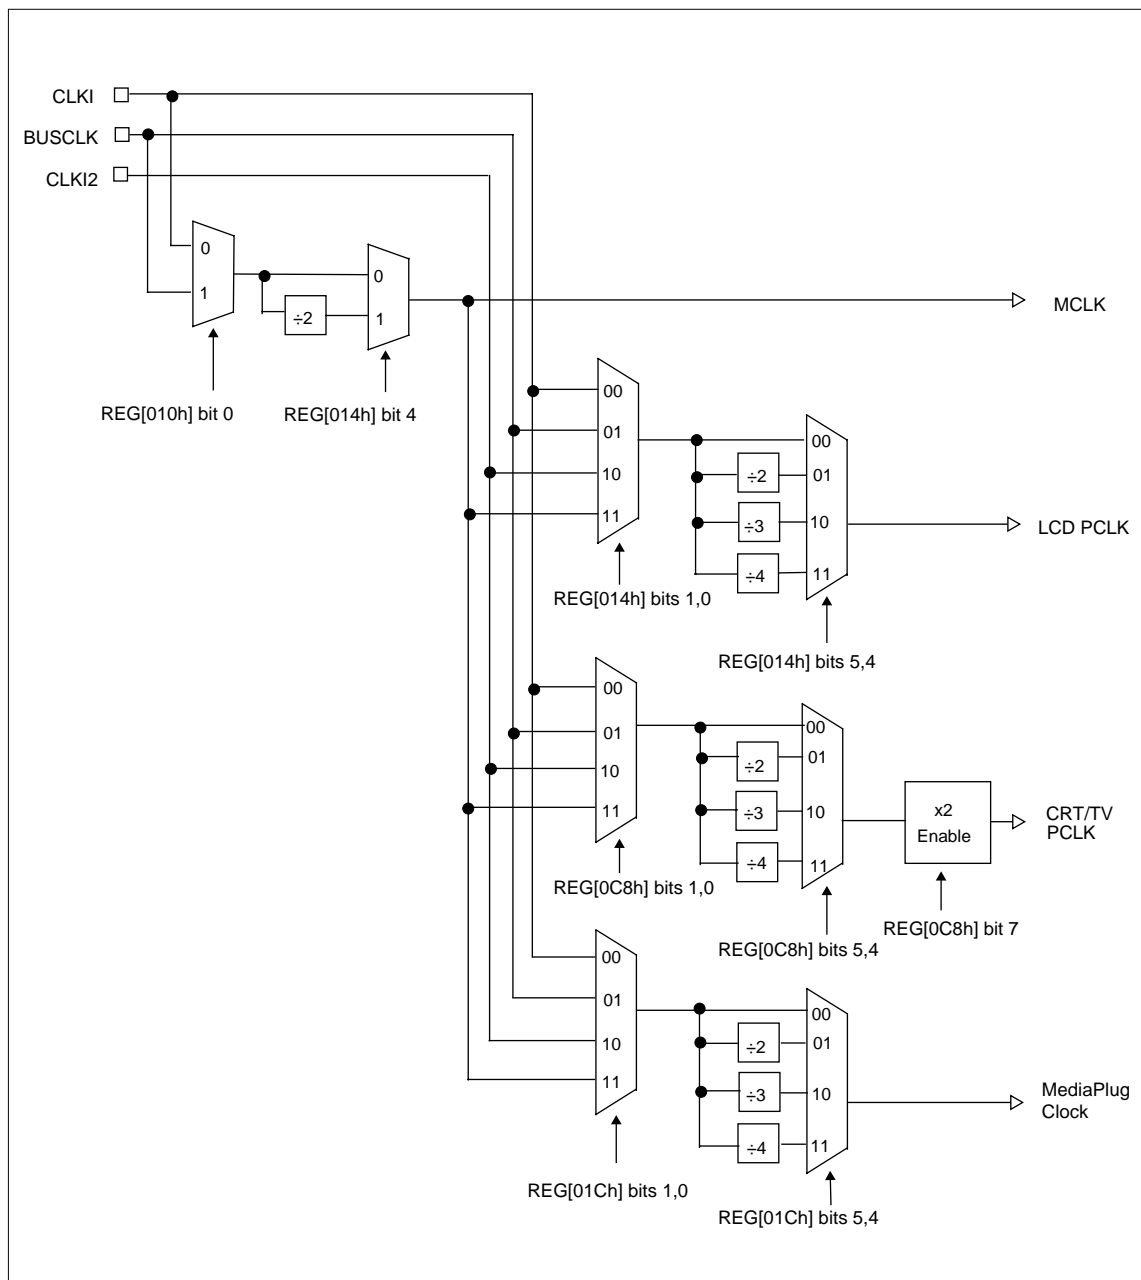 CLKI
BUSCLK
CLKI2
0
1
÷2
0
1
MCLK
REG[010h] bit 0
REG[014h] bit 4
00
01
10
11
00
÷2
01
÷3
10
÷4
11
LCD PCLK
REG[014h] bits 1,0
REG[014h] bits 5,4
00
01
10
11
00
÷2
01
÷3
10
÷4
11
x2
Enable
CRT/TV
PCLK
REG[0C8h] bits 1,0
REG[0C8h] bits 5,4
REG[0C8h] bit 7
00
01
10
11
00
÷2
01
÷3
10
÷4
11
MediaPlug
Clock
REG[01Ch] bits 1,0
REG[01Ch] bits 5,4